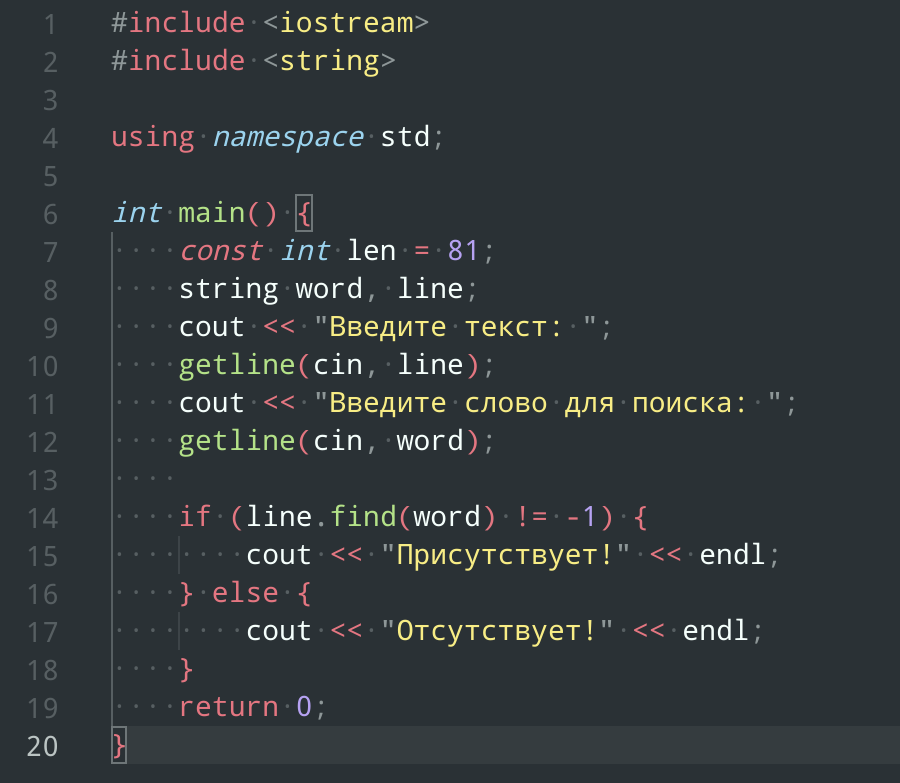 1 #include <iostream>
2 #include <string>
3
4 using namespace std;
5
6 int main() {
7     const int len = 81;
8     string word, line;
9     cout << "Введите текст: ";
10     getline(cin, line);
11     cout << "Введите слово для поиска: ";
12     getline(cin, word);
13
14     if (line.find(word) != -1) {
15         cout << "Присутствует!" << endl;
16     } else {
17         cout << "Отсутствует!" << endl;
18     }
19     return 0;
20 }